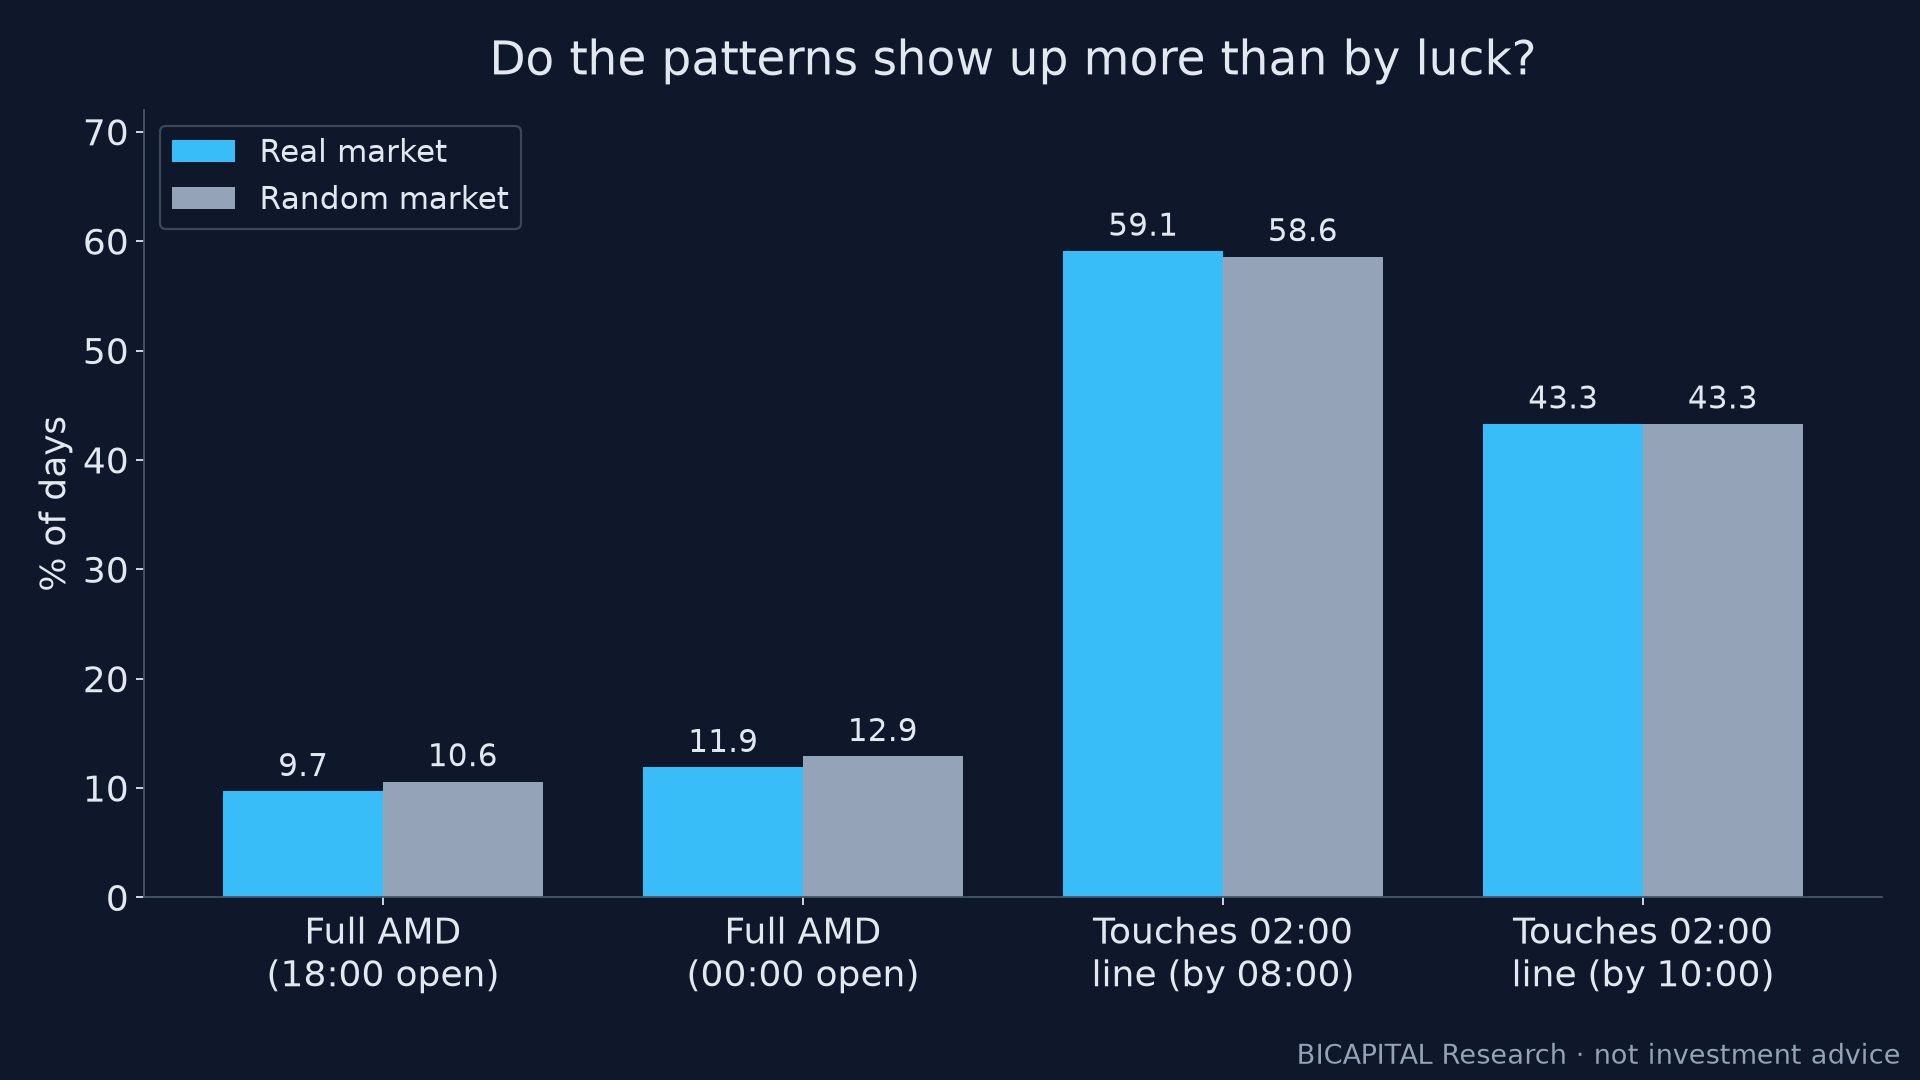 Do the patterns show up more than by luck?
Real market
Random market
% of days
70
60
50
40
30
20
10
0
9.7
10.6
11.9
12.9
59.1
58.6
43.3
43.3
Full AMD
(18:00 open)
Full AMD
(00:00 open)
Touches 02:00
line (by 08:00)
Touches 02:00
line (by 10:00)
BICAPITAL Research · not investment advice